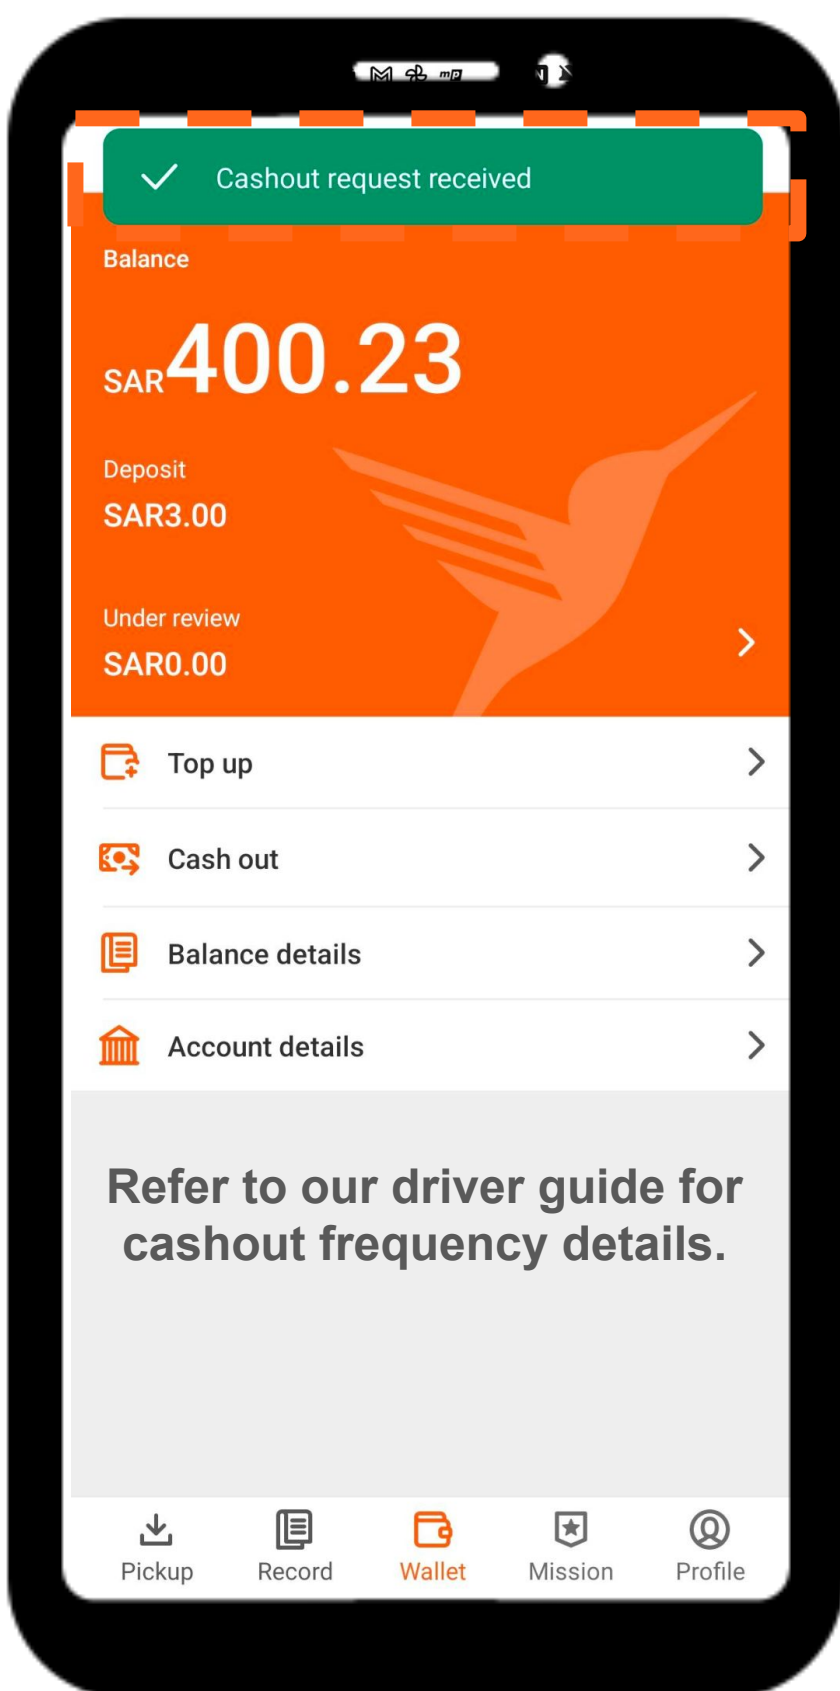 Cashout request received
Balance
SAR400.23
Deposit
SAR3.00
Under review
SAR0.00
Top up
Cash out
Balance details
Account details
Refer to our driver guide for
cashout frequency details.
Pickup Record Wallet Mission Profile